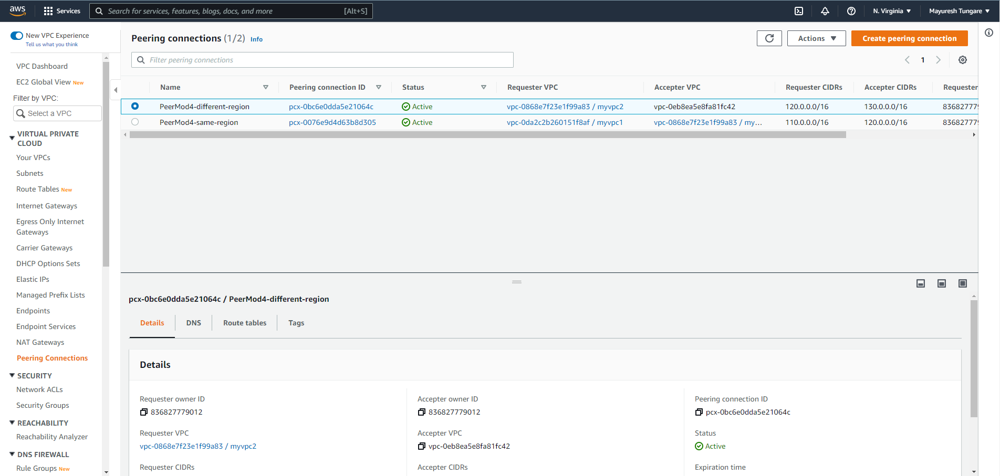 aws Services Search for services, features, blogs, docs, and more [Alt+S] N. Virginia Mayuresh Tungare
New VPC Experience
Tell us what you think
VPC Dashboard
EC2 Global View New
Filter by VPC:
Select a VPC
VIRTUAL PRIVATE
CLOUD
Your VPCs
Subnets
Route Tables New
Internet Gateways
Egress Only Internet
Gateways
Carrier Gateways
DHCP Options Sets
Elastic IPs
Managed Prefix Lists
Endpoints
Endpoint Services
NAT Gateways
Peering Connections
SECURITY
Network ACLs
Security Groups
REACHABILITY
Reachability Analyzer
DNS FIREWALL
Rule Groups New
Peering connections (1/2) Info Actions Create peering connection
Filter peering connections 1
Name Peering connection ID Status Requester VPC Accepter VPC Requester CIDRs Accepter CIDRs Requester
PeerMod4-different-region pcx-0bc6e0dda5e21064c Active vpc-0868e7f23e1f99a83 / myvpc2 vpc-0eb8ea5e8fa81fc42 120.0.0.0/16 130.0.0.0/16 836827779
PeerMod4-same-region pcx-0076e9d4d63b8d305 Active vpc-0da2c2b260151f8af / myvpc1 vpc-0868e7f23e1f99a83 / my... 110.0.0.0/16 120.0.0.0/16 836827779
pcx-0bc6e0dda5e21064c / PeerMod4-different-region
Details DNS Route tables Tags
Details
Requester owner ID Accepter owner ID Peering connection ID
836827779012 836827779012 pcx-0bc6e0dda5e21064c
Requester VPC Accepter VPC Status
vpc-0868e7f23e1f99a83 / myvpc2 vpc-0eb8ea5e8fa81fc42 Active
Requester CIDRs Accepter CIDRs Expiration time